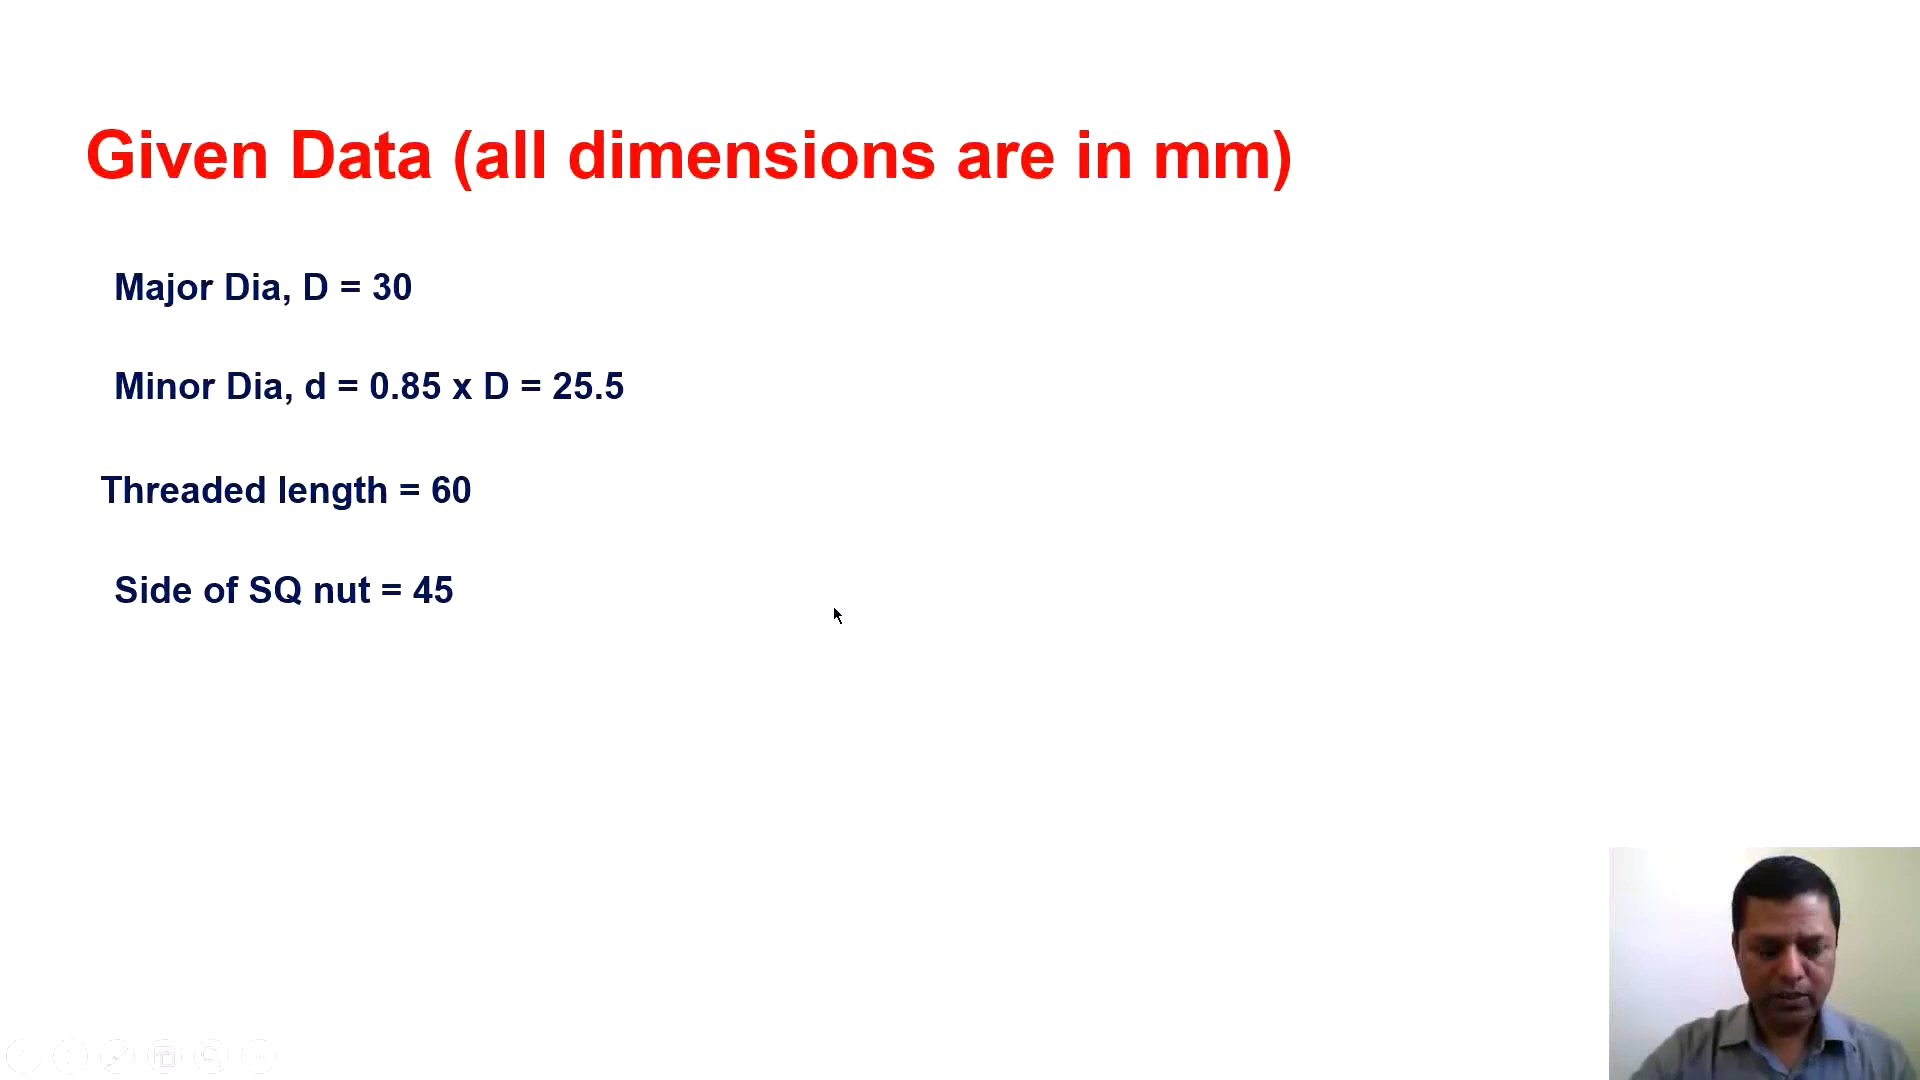 Given Data (all dimensions are in mm)
Major Dia, D = 30
Minor Dia, d = 0.85 x D = 25.5
Threaded length = 60
Side of SQ nut = 45